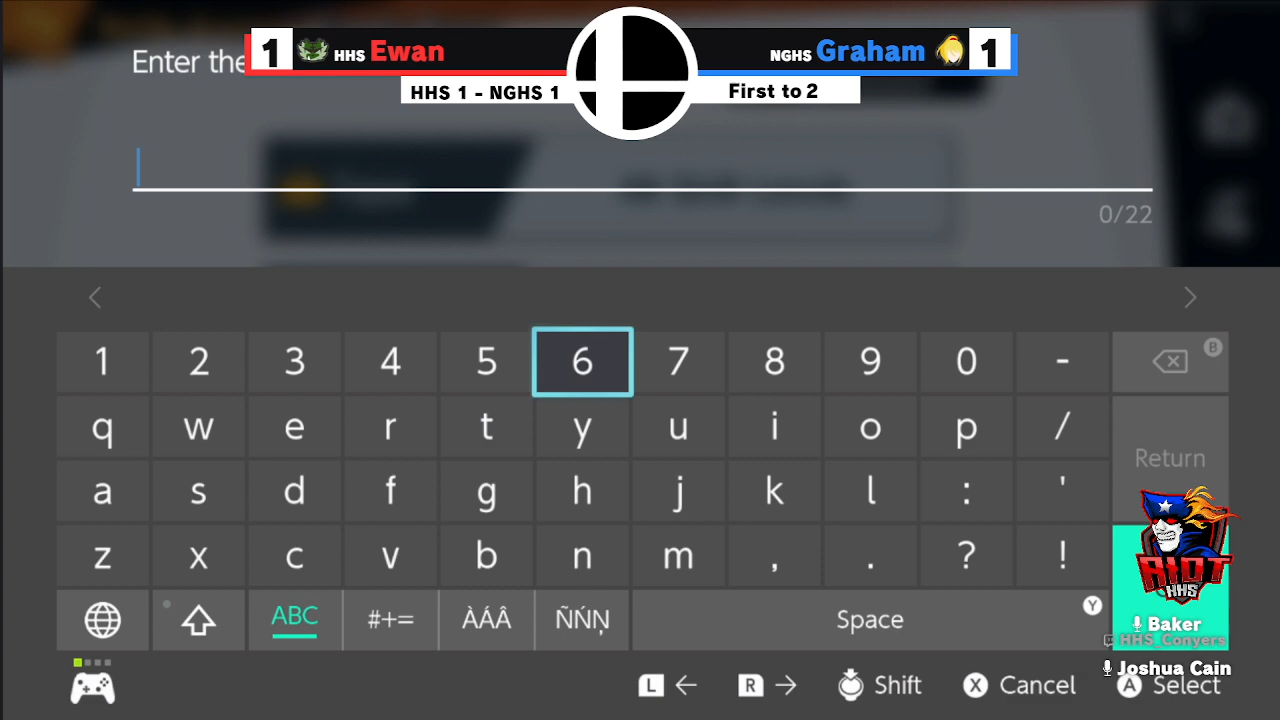 1 HHS Ewan
NGHS Graham 1
Enter the
HHS 1 - NGHS 1
First to 2
0/22
1 2 3 4 5 6 7 8 9 0 - B
q w e r t y u i o p /
Return
a s d f g h j k l : '
z x c v b n m , . ? !
RIOT
HHS
ABC #+= ÀÁÂ ÑŃŅ Space Y
Baker
HHS_Conyers
Joshua Cain
L ← R → Shift X Cancel A Select